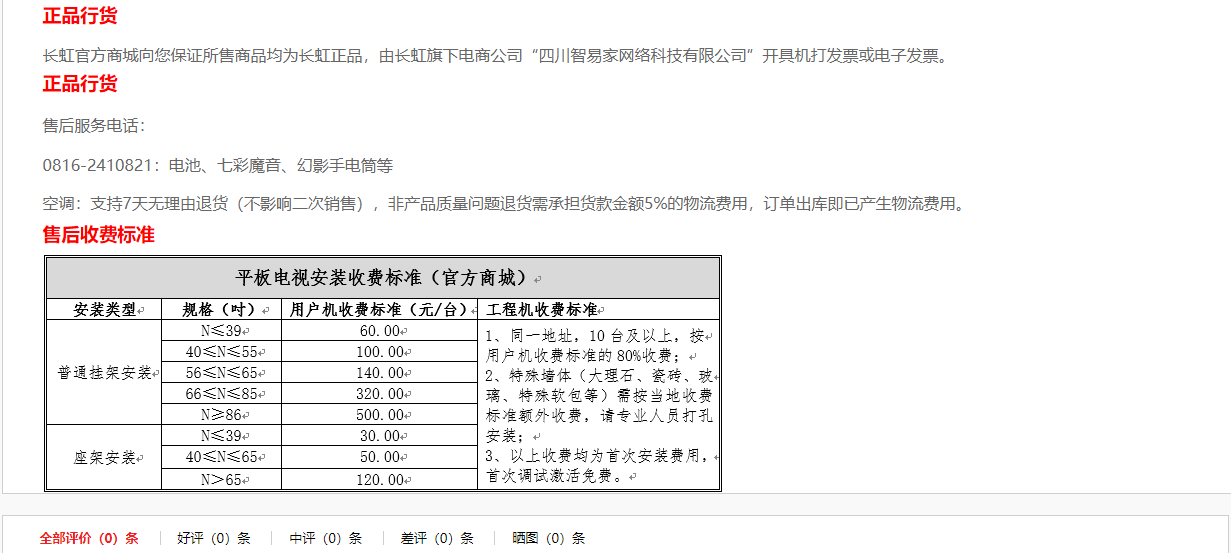 正品行货
长虹官方商城向您保证所售商品均为长虹正品，由长虹旗下电商公司“四川智易家网络科技有限公司”开具机打发票或电子发票。
正品行货
售后服务电话：
0816-2410821：电池、七彩魔音、幻影手电筒等
空调：支持7天无理由退货（不影响二次销售），非产品质量问题退货需承担货款金额5%的物流费用，订单出库即已产生物流费用。
售后收费标准
平板电视安装收费标准（官方商城）
安装类型 规格（吋） 用户机收费标准（元/台） 工程机收费标准
普通挂架安装
N≤39 60.00
40≤N≤55 100.00
56≤N≤65 140.00
66≤N≤85 320.00
N≥86 500.00
座架安装
N≤39 30.00
40≤N≤65 50.00
N＞65 120.00
1、同一地址，10 台及以上，按
用户机收费标准的 80%收费；
2、特殊墙体（大理石、瓷砖、玻
璃、特殊软包等）需按当地收费
标准额外收费，请专业人员打孔
安装；
3、以上收费均为首次安装费用，
首次调试激活免费。
全部评价（0）条 好评（0）条 中评（0）条 差评（0）条 晒图（0）条